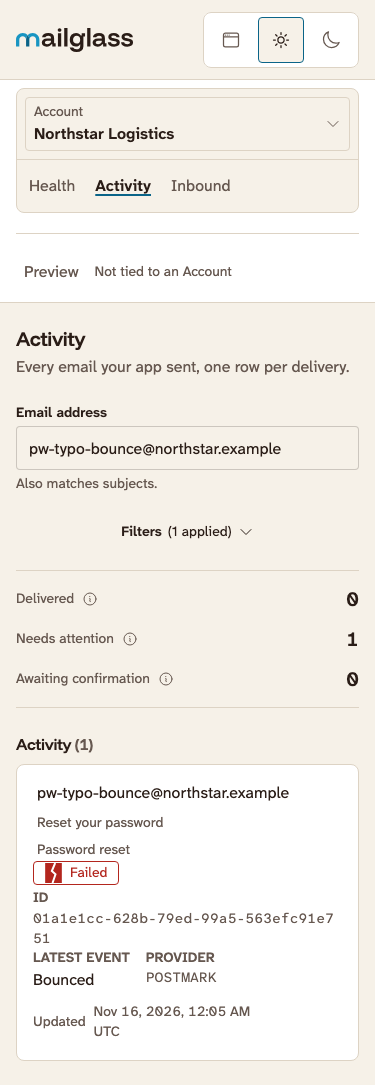 mailglass
Account
Northstar Logistics
Health Activity Inbound
Preview Not tied to an Account
Activity
Every email your app sent, one row per delivery.
Email address
pw-typo-bounce@northstar.example
Also matches subjects.
Filters (1 applied)
Delivered 0
Needs attention 1
Awaiting confirmation 0
Activity (1)
pw-typo-bounce@northstar.example
Reset your password
Password reset
Failed
ID
01a1e1cc-628b-79ed-99a5-563efc91e7
51
LATEST EVENT PROVIDER
Bounced POSTMARK
Updated Nov 16, 2026, 12:05 AM
UTC